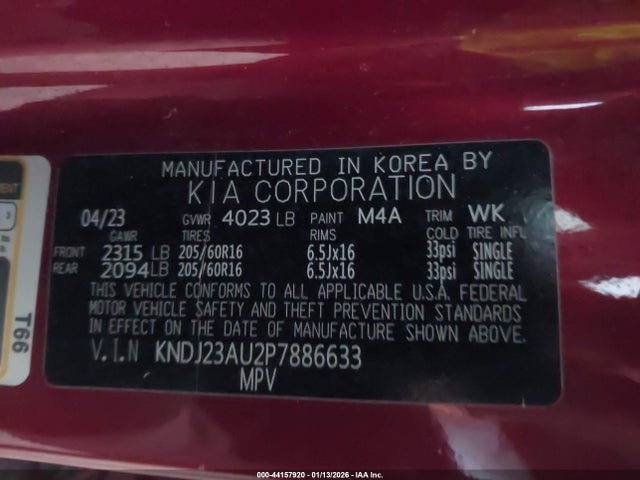 MENT
3
T66
MANUFACTURED IN KOREA BY
KIA CORPORATION
04/23 GVWR 4023 LB PAINT M4A TRIM WK
GAWR TIRES RIMS COLD TIRE INFL
FRONT 2315 LB 205/60R16 6.5Jx16 33psi SINGLE
REAR 2094 LB 205/60R16 6.5Jx16 33psi SINGLE
THIS VEHICLE CONFORMS TO ALL APPLICABLE U.S.A. FEDERAL
MOTOR VEHICLE SAFETY AND THEFT PREVENTION STANDARDS
IN EFFECT ON THE DATE OF MANUFACTURE SHOWN ABOVE.
V.I.N KNDJ23AU2P7886633
MPV
000-44157920 - 01/13/2026 - IAA Inc.